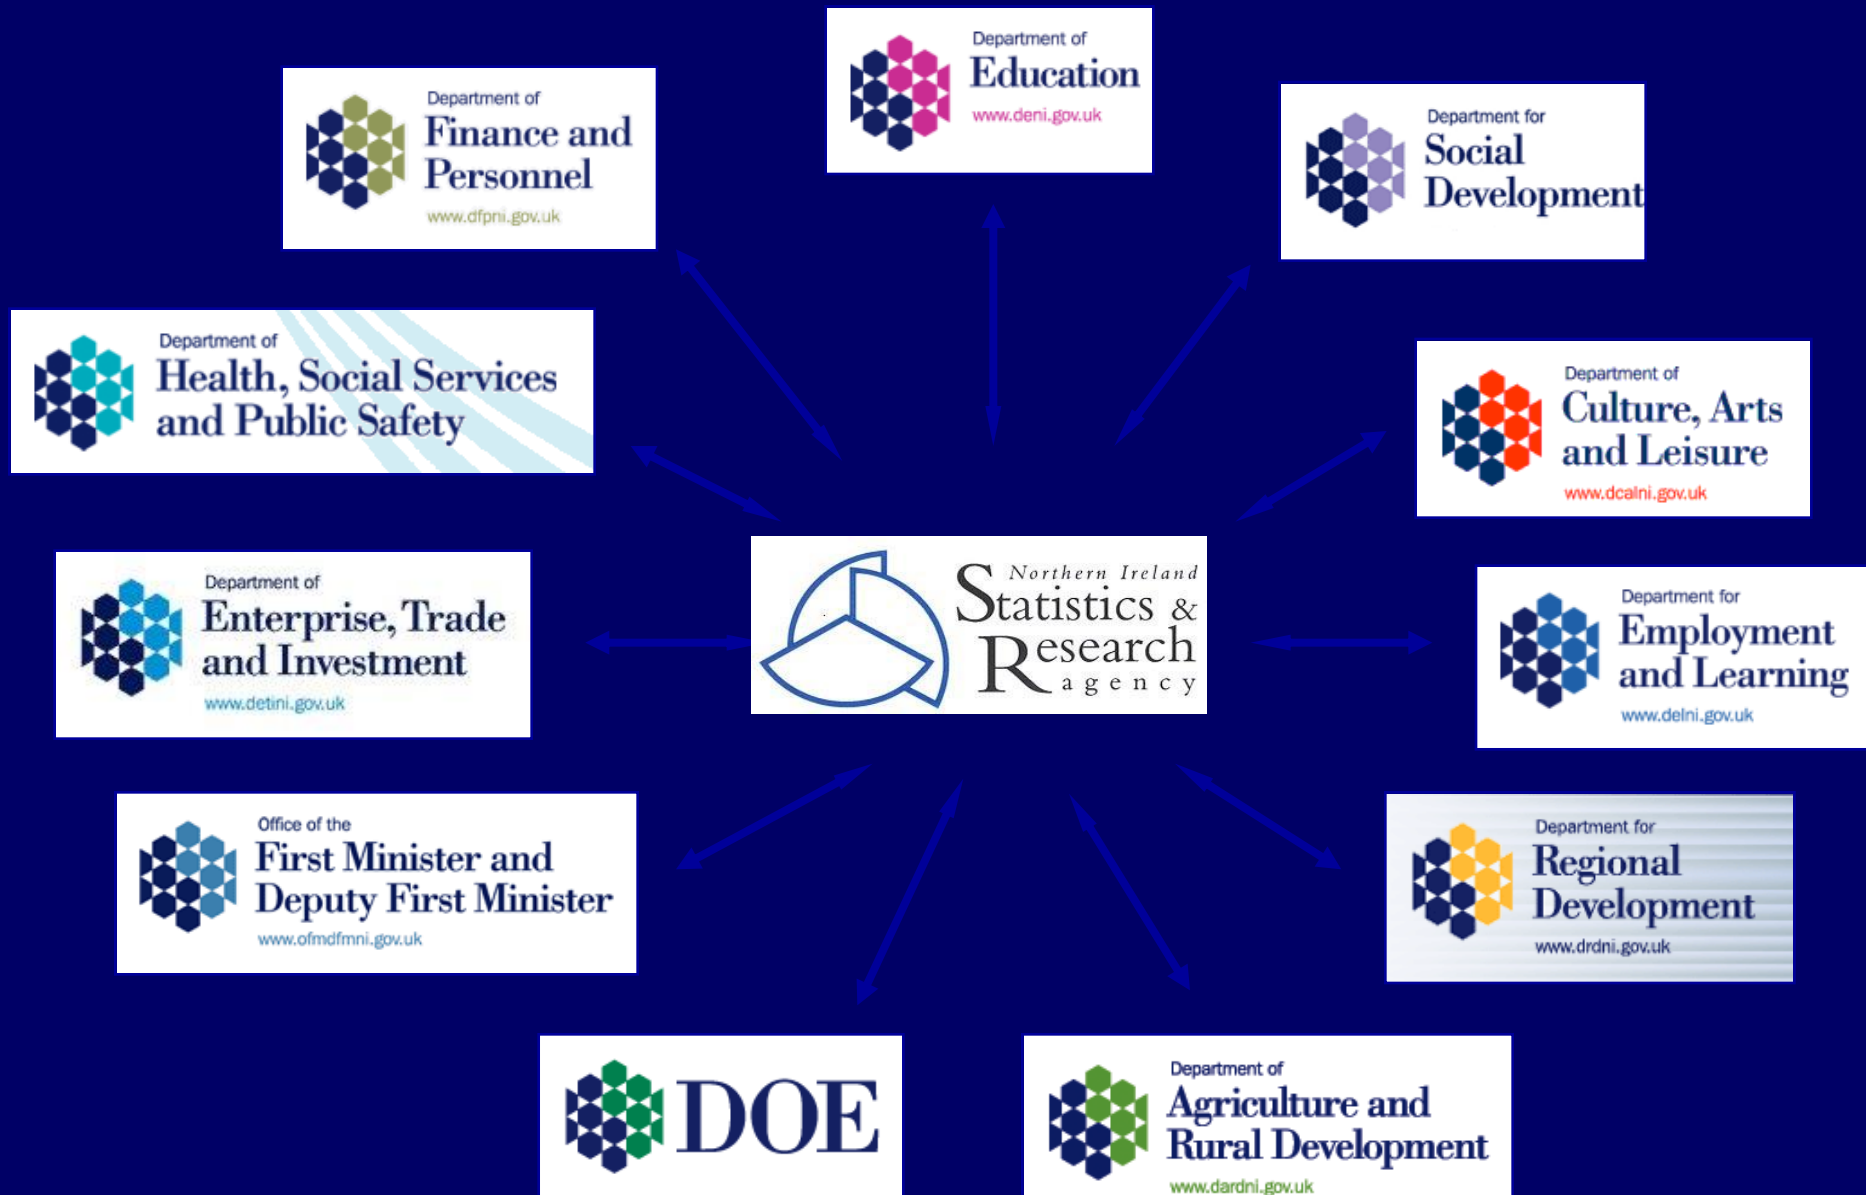 Department of
Education
www.deni.gov.uk
Department of
Finance and
Personnel
www.dfpni.gov.uk
Department for
Social
Development
Department of
Health, Social Services
and Public Safety
Department of
Culture, Arts
and Leisure
www.dcalni.gov.uk
Northern Ireland
Statistics &
Research
agency
Department of
Enterprise, Trade
and Investment
www.detini.gov.uk
Department for
Employment
and Learning
www.delni.gov.uk
Office of the
First Minister and
Deputy First Minister
www.ofmdfmni.gov.uk
Department for
Regional
Development
www.drdni.gov.uk
DOE
Department of
Agriculture and
Rural Development
www.dardni.gov.uk